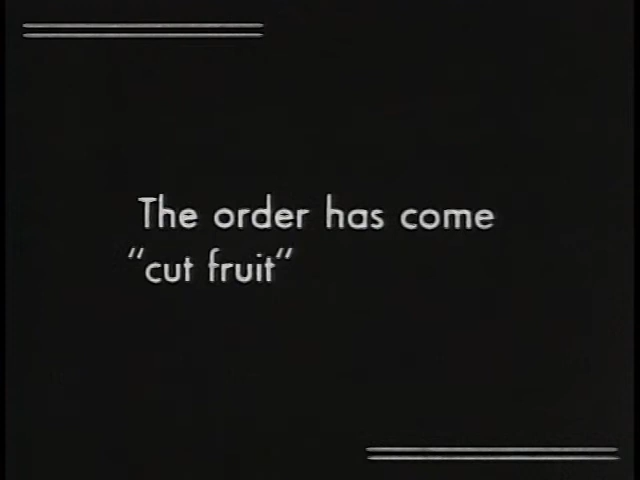 The order has come
“cut fruit“